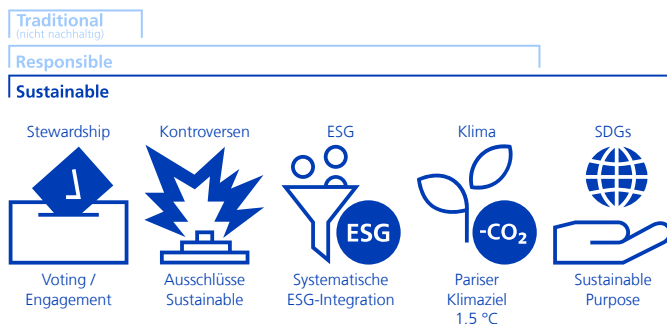 Traditional
(nicht nachhaltig)
Responsible
Sustainable
Stewardship
Kontroversen
ESG
Klima
SDGs
ESG
-CO₂
Voting /
Engagement
Ausschlüsse
Sustainable
Systematische
ESG-Integration
Pariser
Klimaziel
1.5 °C
Sustainable
Purpose